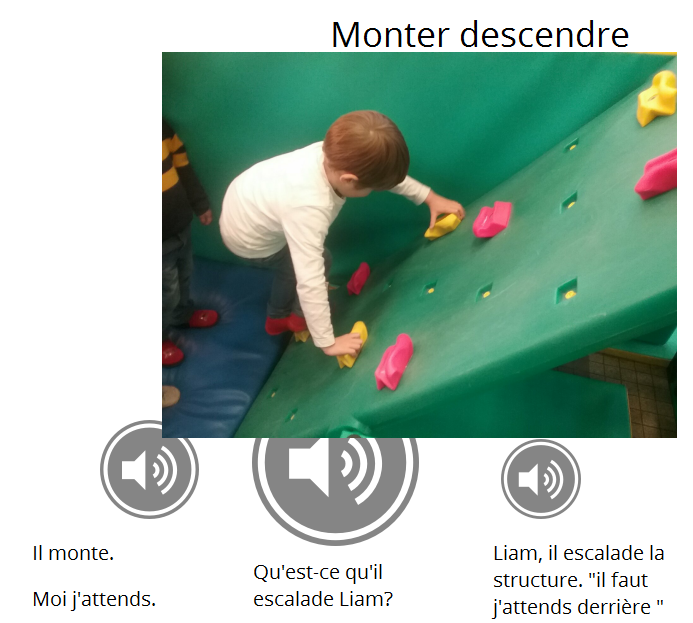 Monter descendre
Il monte.
Moi j'attends.
Qu'est-ce qu'il
escalade Liam?
Liam, il escalade la
structure. "il faut
j'attends derrière "